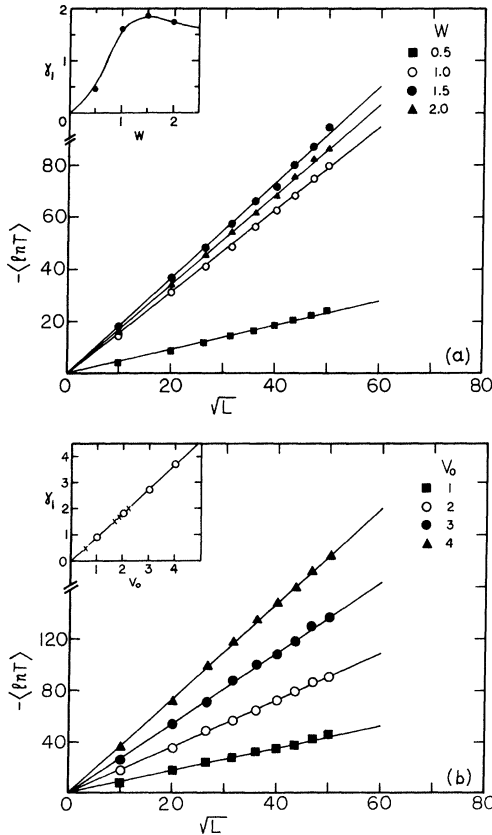 2
1
0
γ₁
1 2
W
W
■ 0.5
○ 1.0
● 1.5
▲ 2.0
80
60
40
20
-⟨lnT⟩
0 20 40 60 80
√L
(a)
4
3
2
1
0
γ₁
1 2 3 4
V₀
V₀
■ 1
○ 2
● 3
▲ 4
120
80
40
-⟨lnT⟩
0 20 40 60 80
√L
(b)